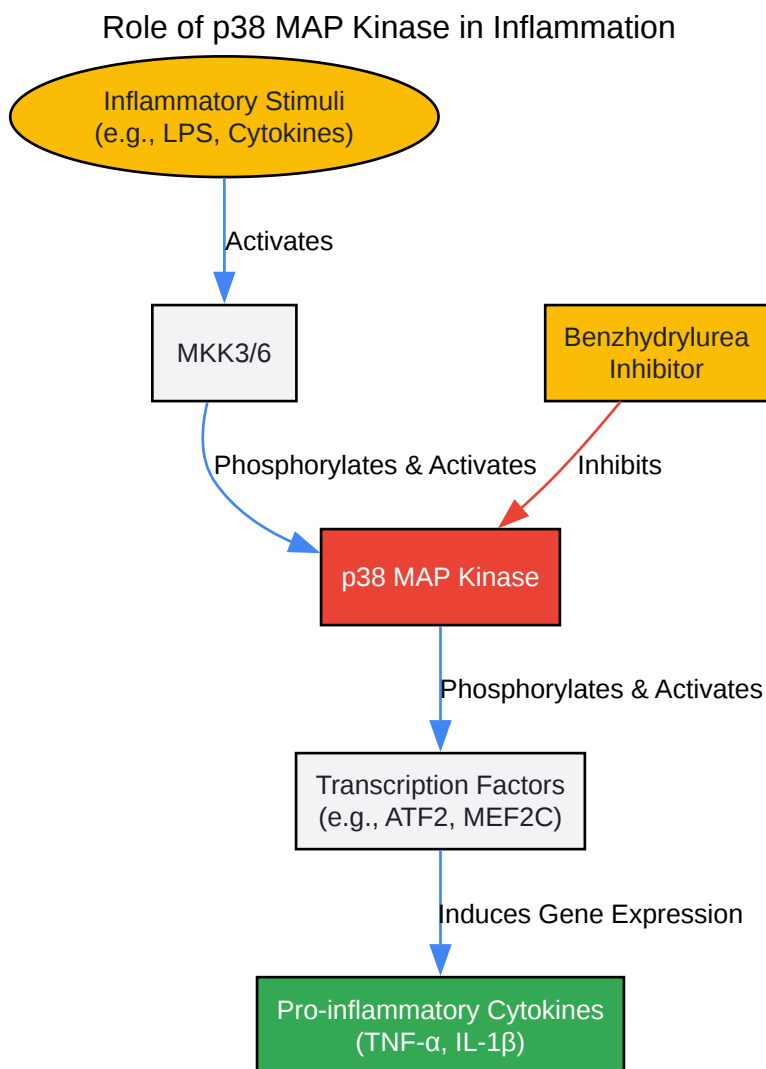 Role of p38 MAP Kinase in Inflammation
Inflammatory Stimuli
(e.g., LPS, Cytokines)
Activates
MKK3/6
Benzhydrylurea
Inhibitor
Phosphorylates & Activates
Inhibits
p38 MAP Kinase
Phosphorylates & Activates
Transcription Factors
(e.g., ATF2, MEF2C)
Induces Gene Expression
Pro-inflammatory Cytokines
(TNF-α, IL-1β)